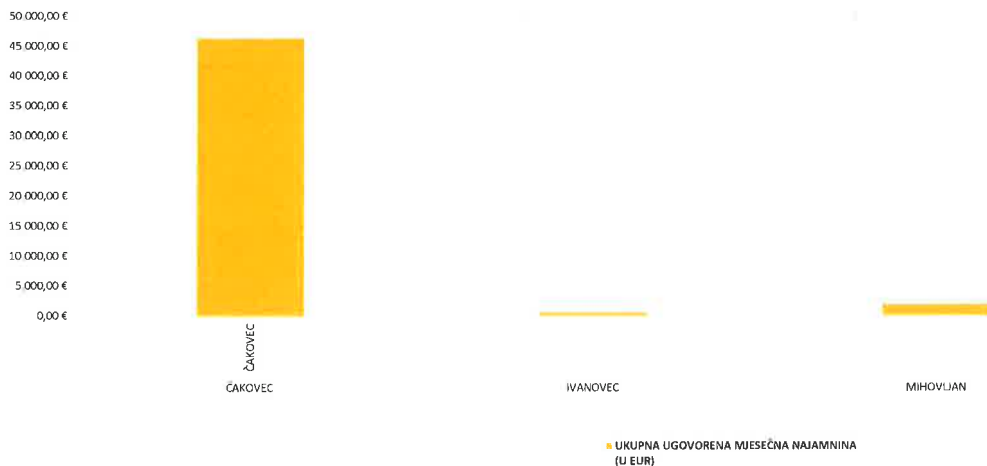 50 000,00 €
45 000,00 €
40 000,00 €
35 000,00 €
30 000,00 €
25 000,00 €
20 000,00 €
15 000,00 €
10 000,00 €
5 000,00 €
0,00 €
ČAKOVEC
ČAKOVEC
IVANOVEC
MIHOVLJAN
UKUPNA UGOVORENA MJESEČNA NAJAMNINA
(U EUR)